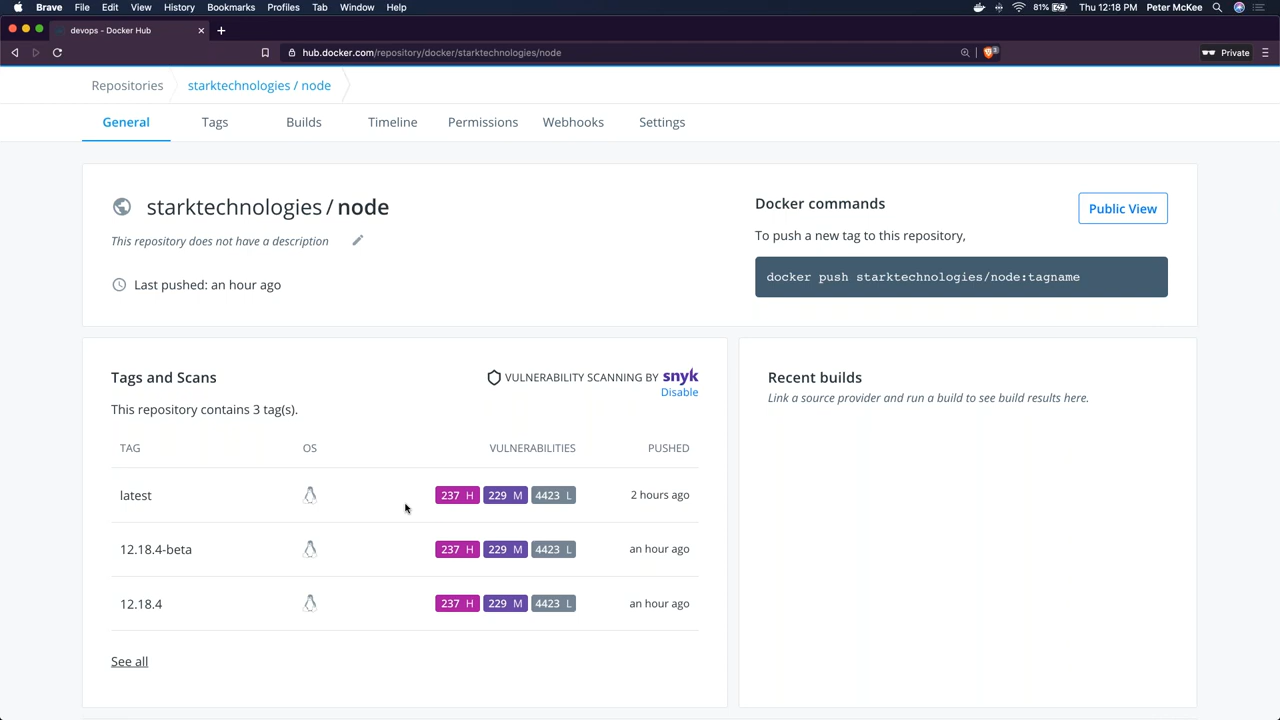 Brave File Edit View History Bookmarks Profiles Tab Window Help 81% Thu 12:18 PM Peter McKee
devops - Docker Hub
hub.docker.com/repository/docker/starktechnologies/node 3 Private
Repositories starktechnologies / node
General Tags Builds Timeline Permissions Webhooks Settings
starktechnologies / node
This repository does not have a description
Last pushed: an hour ago
Docker commands
Public View
To push a new tag to this repository,
docker push starktechnologies/node:tagname
Tags and Scans
VULNERABILITY SCANNING BY snyk
Disable
This repository contains 3 tag(s).
TAG OS VULNERABILITIES PUSHED
latest 237 H 229 M 4423 L 2 hours ago
12.18.4-beta 237 H 229 M 4423 L an hour ago
12.18.4 237 H 229 M 4423 L an hour ago
See all
Recent builds
Link a source provider and run a build to see build results here.